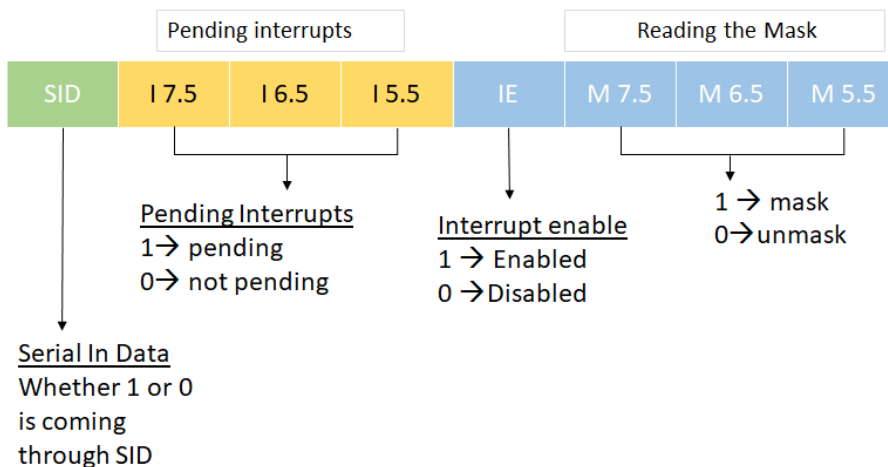 Pending interrupts
Reading the Mask
SID
I 7.5
I 6.5
I 5.5
IE
M 7.5
M 6.5
M 5.5
Pending Interrupts
1→ pending
0→ not pending
Interrupt enable
1 → Enabled
0 →Disabled
1 → mask
0→unmask
Serial In Data
Whether 1 or 0
is coming
through SID